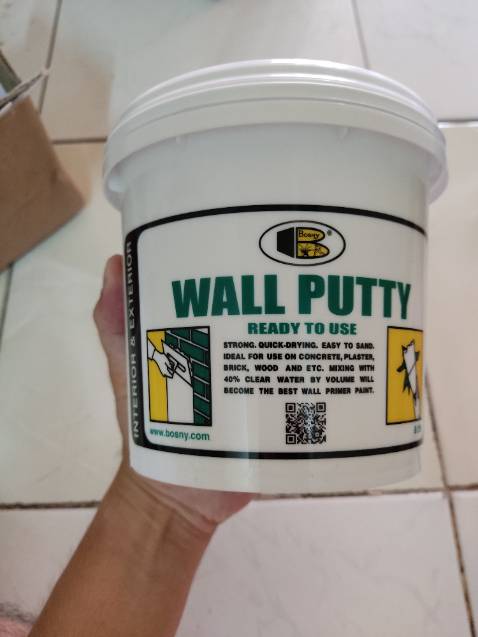 Bosny
®
WALL PUTTY
READY TO USE
STRONG. QUICK-DRYING. EASY TO SAND.
IDEAL FOR USE ON CONCRETE, PLASTER,
BRICK, WOOD AND ETC. MIXING WITH
40% CLEAR WATER BY VOLUME WILL
BECOME THE BEST WALL PRIMER PAINT.
INTERIOR & EXTERIOR
www.bosny.com